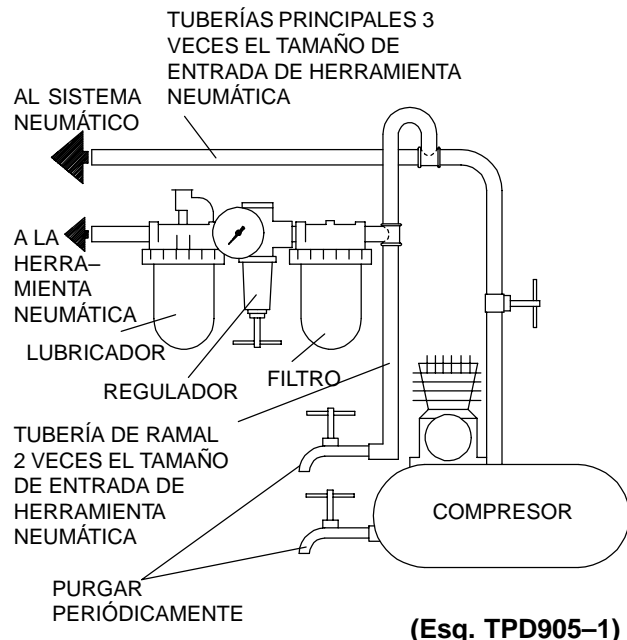 TUBERÍAS PRINCIPALES 3
VECES EL TAMAÑO DE
ENTRADA DE HERRAMIENTA
NEUMÁTICA
AL SISTEMA
NEUMÁTICO
A LA
HERRA–
MIENTA
NEUMÁTICA
LUBRICADOR
REGULADOR
FILTRO
TUBERÍA DE RAMAL
2 VECES EL TAMAÑO
DE ENTRADA DE
HERRAMIENTA
NEUMÁTICA
COMPRESOR
PURGAR
PERIÓDICAMENTE
(Esq. TPD905–1)